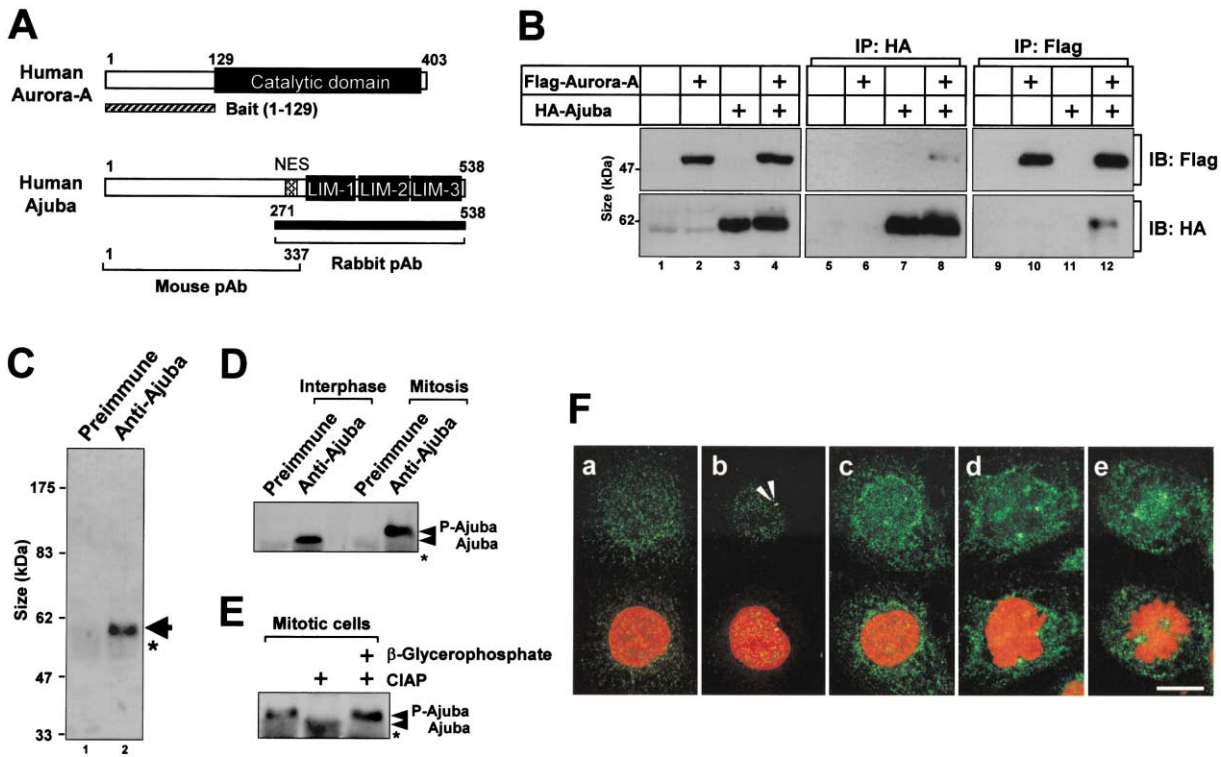 A
1 129 403
Human Aurora-A
Catalytic domain
Bait (1-129)
1 NES 538
Human Ajuba
LIM-1 LIM-2 LIM-3
271 538
Rabbit pAb
1 337
Mouse pAb
B
IP: HA IP: Flag
Flag-Aurora-A + + + + + +
HA-Ajuba + + + + + +
Size (kDa)
47
IB: Flag
62
IB: HA
1 2 3 4 5 6 7 8 9 10 11 12
C
Preimmune
Anti-Ajuba
Size (kDa)
175
83
62
*
47
33
1 2
D
Interphase Mitosis
Preimmune
Anti-Ajuba
Preimmune
Anti-Ajuba
P-Ajuba
Ajuba
*
E
Mitotic cells
+ β-Glycerophosphate
+ + CIAP
P-Ajuba
Ajuba
*
F
a b c d e